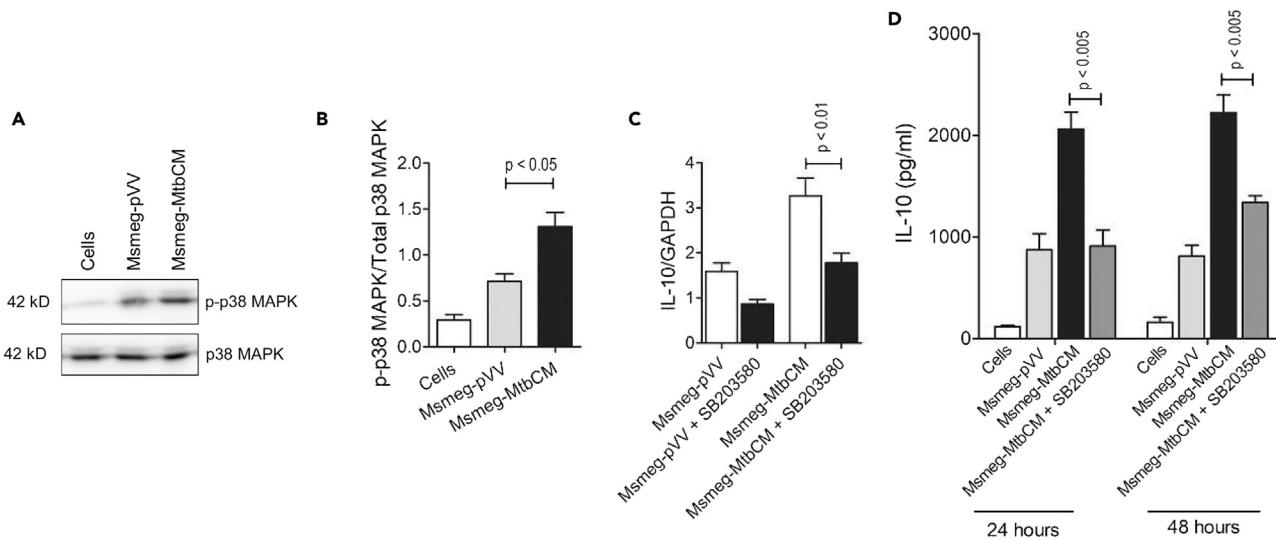 A
Cells
Msmeg-pVV
Msmeg-MtbCM
42 kD
p-p38 MAPK
42 kD
p38 MAPK
B
p-p38 MAPK/Total p38 MAPK
2.0
1.5
1.0
0.5
0.0
p < 0.05
Cells
Msmeg-pVV
Msmeg-MtbCM
C
IL-10/GAPDH
4
3
2
1
0
p < 0.01
Msmeg-pVV
Msmeg-pVV + SB203580
Msmeg-MtbCM
Msmeg-MtbCM + SB203580
D
IL-10 (pg/ml)
3000
2000
1000
0
p < 0.005
p < 0.005
Cells
Msmeg-pVV
Msmeg-MtbCM
Msmeg-MtbCM + SB203580
Cells
Msmeg-pVV
Msmeg-MtbCM
Msmeg-MtbCM + SB203580
24 hours
48 hours